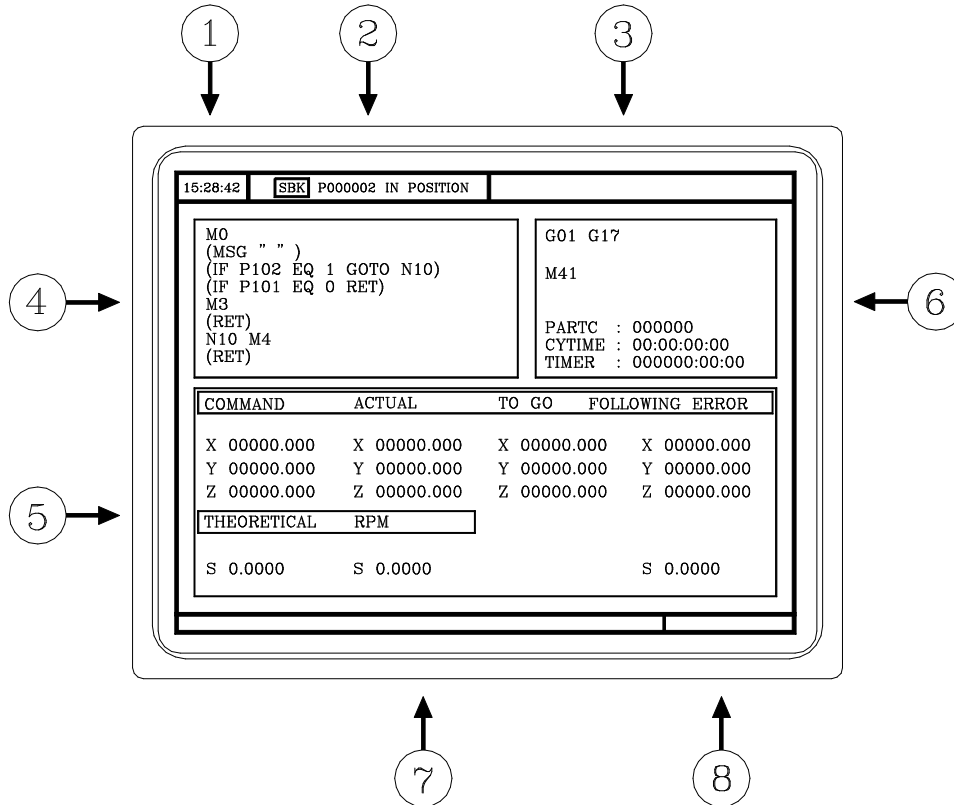 1 2 3
15:28:42 SBK P000002 IN POSITION
M0
(MSG " " )
(IF P102 EQ 1 GOTO N10)
(IF P101 EQ 0 RET)
M3
(RET)
N10 M4
(RET)
G01 G17
M41
PARTC : 000000
CYTIME : 00:00:00:00
TIMER : 000000:00:00
4
6
COMMAND ACTUAL TO GO FOLLOWING ERROR
X 00000.000 X 00000.000 X 00000.000 X 00000.000
Y 00000.000 Y 00000.000 Y 00000.000 Y 00000.000
Z 00000.000 Z 00000.000 Z 00000.000 Z 00000.000
5
THEORETICAL RPM
S 0.0000 S 0.0000 S 0.0000
7 8